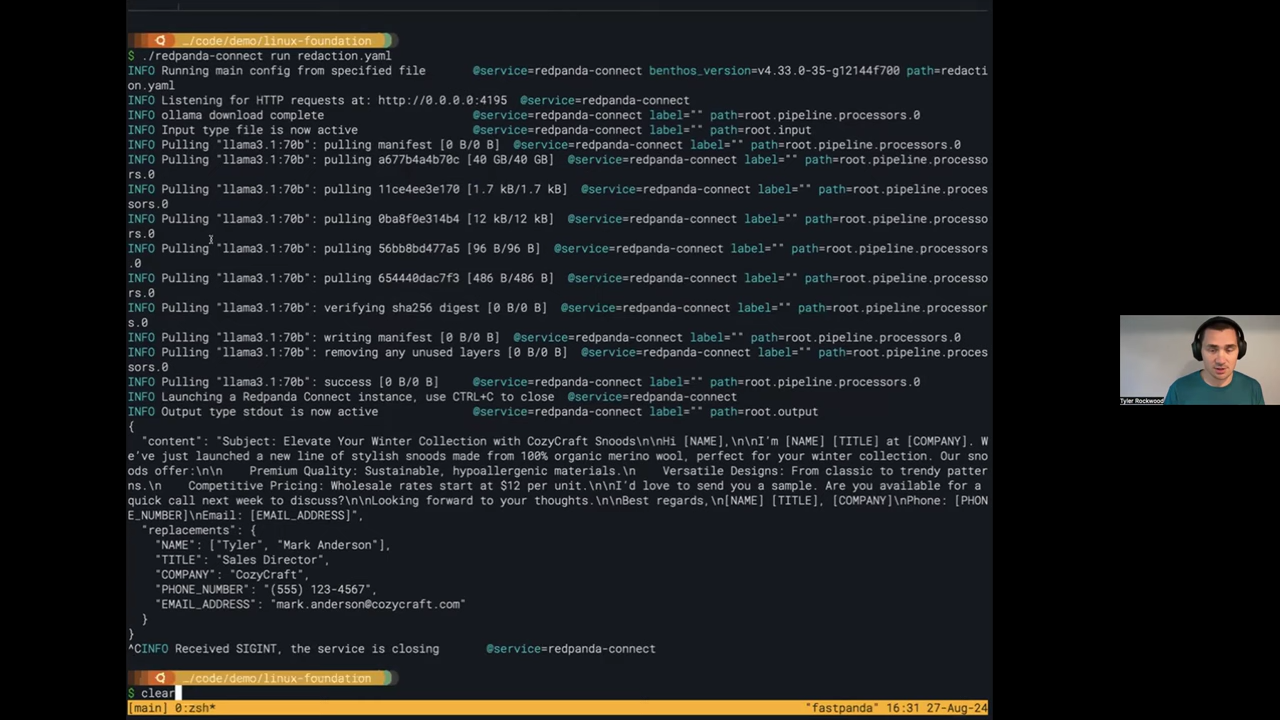 _/code/demo/linux-foundation
$ ./redpanda-connect run redaction.yaml
INFO Running main config from specified file @service=redpanda-connect benthos_version=v4.33.0-35-g12144f700 path=redacti
on.yaml
INFO Listening for HTTP requests at: http://0.0.0.0:4195 @service=redpanda-connect
INFO ollama download complete @service=redpanda-connect label="" path=root.pipeline.processors.0
INFO Input type file is now active @service=redpanda-connect label="" path=root.input
INFO Pulling "llama3.1:70b": pulling manifest [0 B/0 B] @service=redpanda-connect label="" path=root.pipeline.processors.0
INFO Pulling "llama3.1:70b": pulling a677b4a4b70c [40 GB/40 GB] @service=redpanda-connect label="" path=root.pipeline.processo
rs.0
INFO Pulling "llama3.1:70b": pulling 11ce4ee3e170 [1.7 kB/1.7 kB] @service=redpanda-connect label="" path=root.pipeline.proces
sors.0
INFO Pulling "llama3.1:70b": pulling 0ba8f0e314b4 [12 kB/12 kB] @service=redpanda-connect label="" path=root.pipeline.processo
rs.0
INFO Pulling "llama3.1:70b": pulling 56bb8bd477a5 [96 B/96 B] @service=redpanda-connect label="" path=root.pipeline.processors
.0
INFO Pulling "llama3.1:70b": pulling 654440dac7f3 [486 B/486 B] @service=redpanda-connect label="" path=root.pipeline.processo
rs.0
INFO Pulling "llama3.1:70b": verifying sha256 digest [0 B/0 B] @service=redpanda-connect label="" path=root.pipeline.processor
s.0
INFO Pulling "llama3.1:70b": writing manifest [0 B/0 B] @service=redpanda-connect label="" path=root.pipeline.processors.0
INFO Pulling "llama3.1:70b": removing any unused layers [0 B/0 B] @service=redpanda-connect label="" path=root.pipeline.proces
sors.0
INFO Pulling "llama3.1:70b": success [0 B/0 B] @service=redpanda-connect label="" path=root.pipeline.processors.0
INFO Launching a Redpanda Connect instance, use CTRL+C to close @service=redpanda-connect
INFO Output type stdout is now active @service=redpanda-connect label="" path=root.output
{
"content": "Subject: Elevate Your Winter Collection with CozyCraft Snoods\n\nHi [NAME],\n\nI'm [NAME] [TITLE] at [COMPANY]. W
e've just launched a new line of stylish snoods made from 100% organic merino wool, perfect for your winter collection. Our sno
ods offer:\n\n    Premium Quality: Sustainable, hypoallergenic materials.\n    Versatile Designs: From classic to trendy patter
ns.\n    Competitive Pricing: Wholesale rates start at $12 per unit.\n\nI'd love to send you a sample. Are you available for a
quick call next week to discuss?\n\nLooking forward to your thoughts.\n\nBest regards,\n[NAME] [TITLE], [COMPANY]\nPhone: [PHON
E_NUMBER]\nEmail: [EMAIL_ADDRESS]",
"replacements": {
"NAME": ["Tyler", "Mark Anderson"],
"TITLE": "Sales Director",
"COMPANY": "CozyCraft",
"PHONE_NUMBER": "(555) 123-4567",
"EMAIL_ADDRESS": "mark.anderson@cozycraft.com"
}
}
^CINFO Received SIGINT, the service is closing @service=redpanda-connect
_/code/demo/linux-foundation
$ clear
[main] 0:zsh* "fastpanda" 16:31 27-Aug-24
Tyler Rockwood